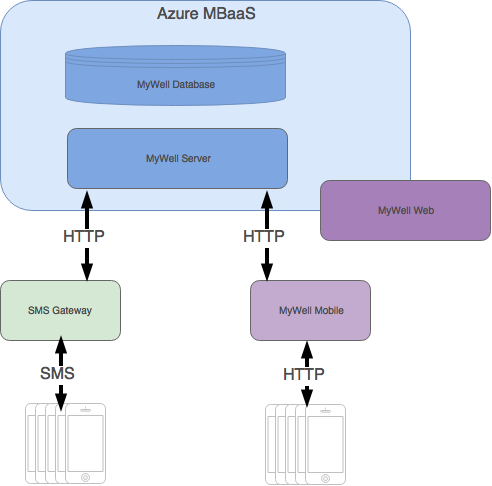 Azure MBaaS
MyWell Database
MyWell Server
MyWell Web
HTTP
HTTP
SMS Gateway
MyWell Mobile
SMS
HTTP